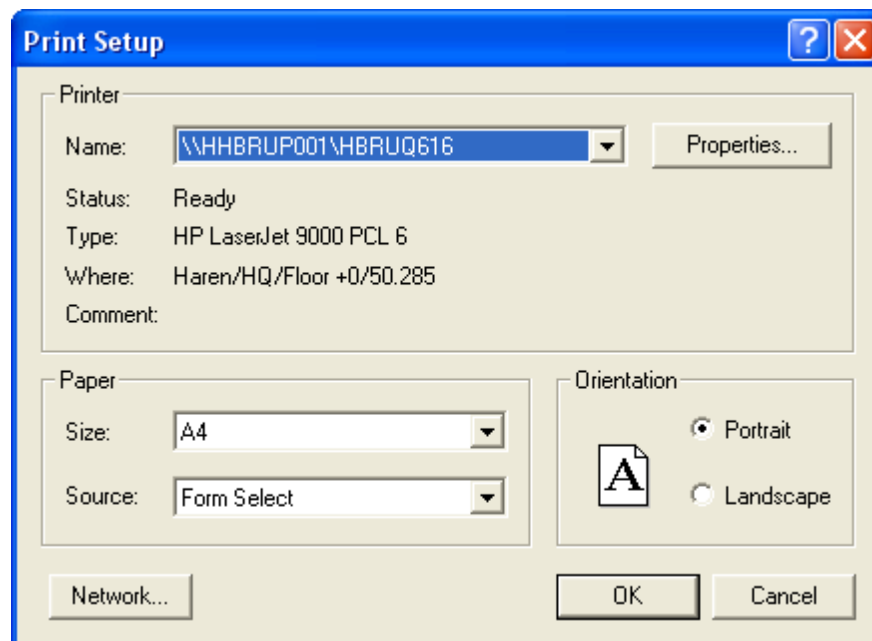 Print Setup
Printer
Name: \\HHBRUP001\HBRUQ616 Properties...
Status: Ready
Type: HP LaserJet 9000 PCL 6
Where: Haren/HQ/Floor +0/50.285
Comment:
Paper
Size: A4
Source: Form Select
Orientation
A
Portrait
Landscape
Network... OK Cancel